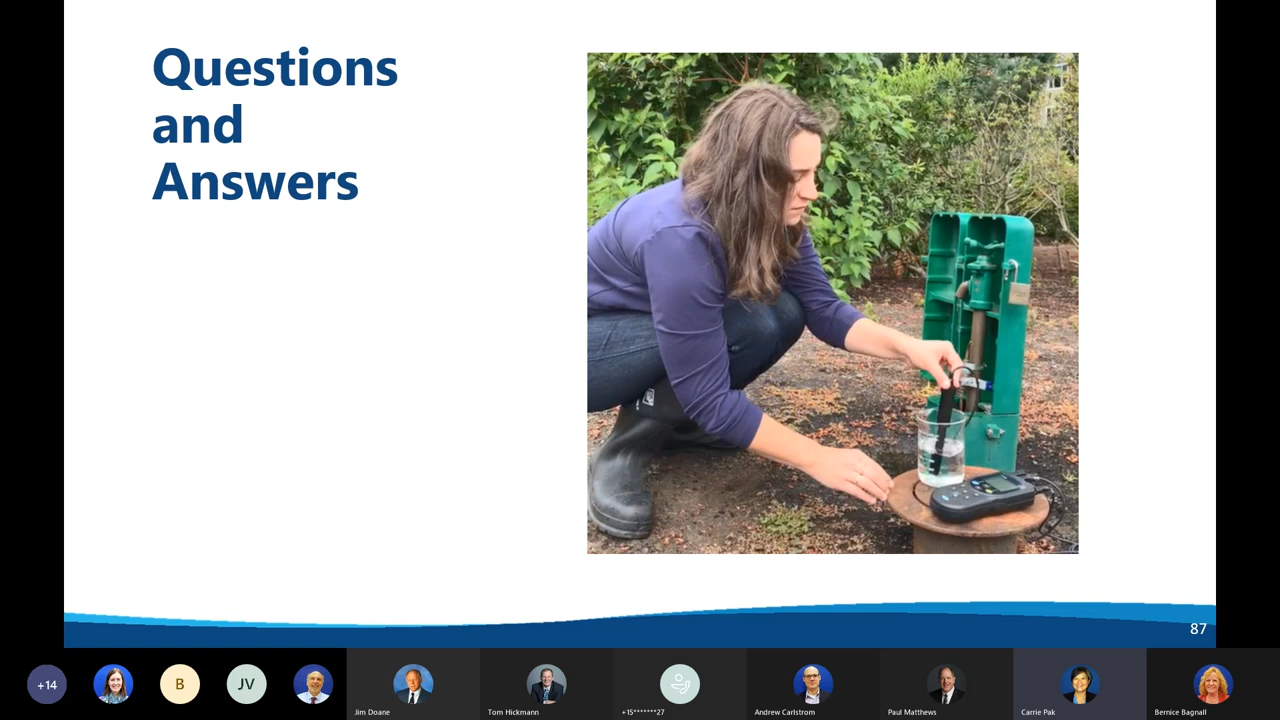 Questions
and
Answers
87
+14
B
JV
Jim Doane
Tom Hickmann
+15*******27
Andrew Carlstrom
Paul Matthews
Carrie Pak
Bernice Bagnall